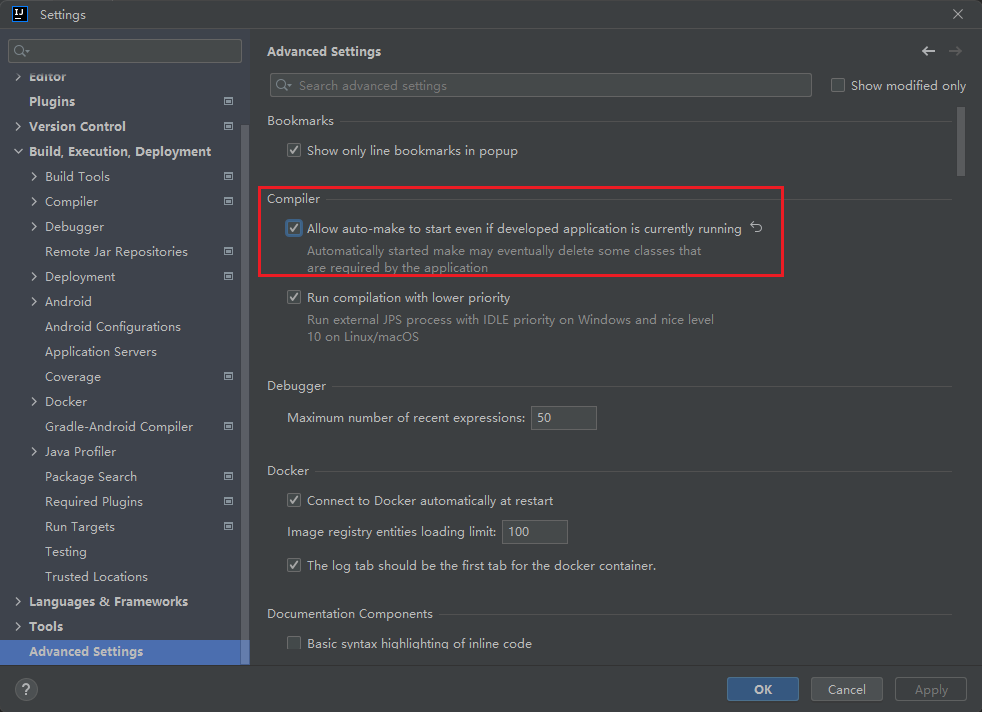 IJ Settings
Editor
Plugins
Version Control
Build, Execution, Deployment
Build Tools
Compiler
Debugger
Remote Jar Repositories
Deployment
Android
Android Configurations
Application Servers
Coverage
Docker
Gradle-Android Compiler
Java Profiler
Package Search
Required Plugins
Run Targets
Testing
Trusted Locations
Languages & Frameworks
Tools
Advanced Settings
Advanced Settings
Search advanced settings
Show modified only
Bookmarks
Show only line bookmarks in popup
Compiler
Allow auto-make to start even if developed application is currently running
Automatically started make may eventually delete some classes that
are required by the application
Run compilation with lower priority
Run external JPS process with IDLE priority on Windows and nice level
10 on Linux/macOS
Debugger
Maximum number of recent expressions: 50
Docker
Connect to Docker automatically at restart
Image registry entities loading limit: 100
The log tab should be the first tab for the docker container.
Documentation Components
Basic syntax highlighting of inline code
?
OK
Cancel
Apply